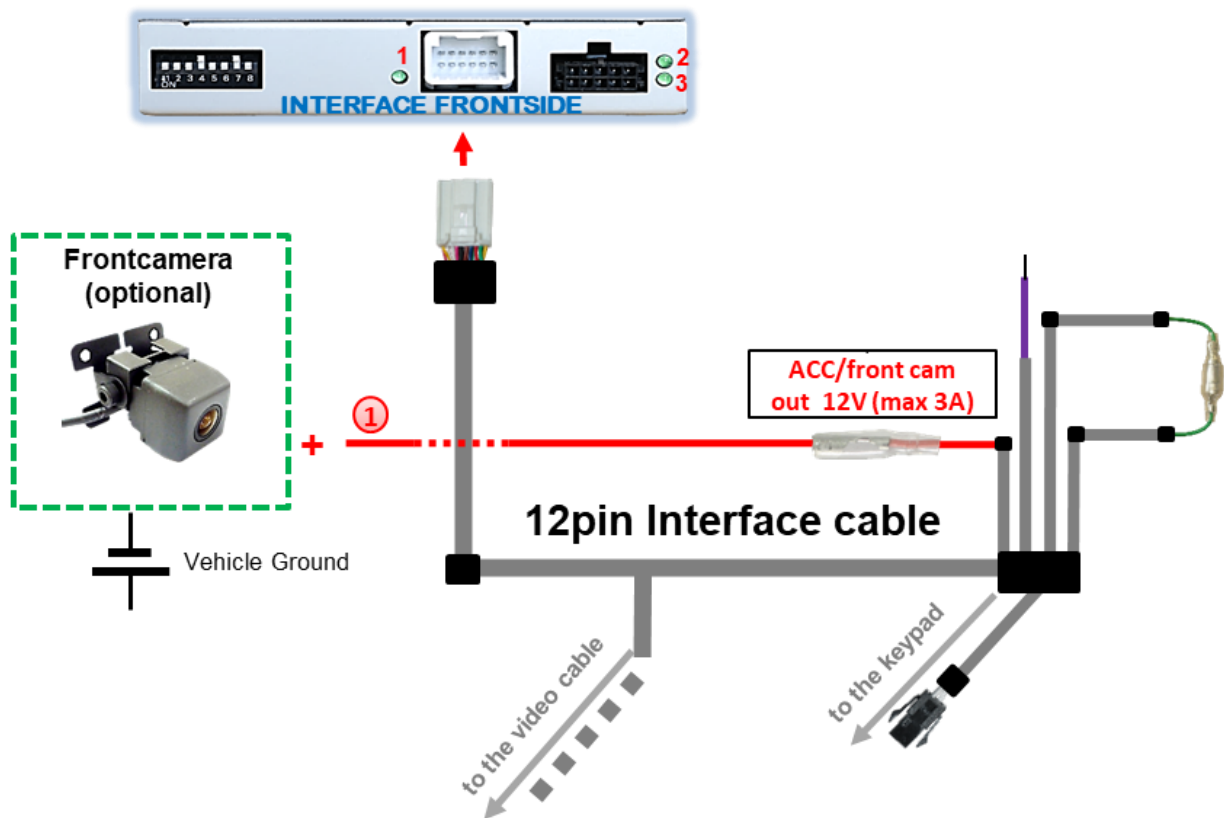 1
2
3
1 2 3 4 5 6 7 8
ON
INTERFACE FRONTSIDE
Frontcamera
(optional)
ACC/front cam
out 12V (max 3A)
1
+
12pin Interface cable
Vehicle Ground
to the video cable
to the keypad